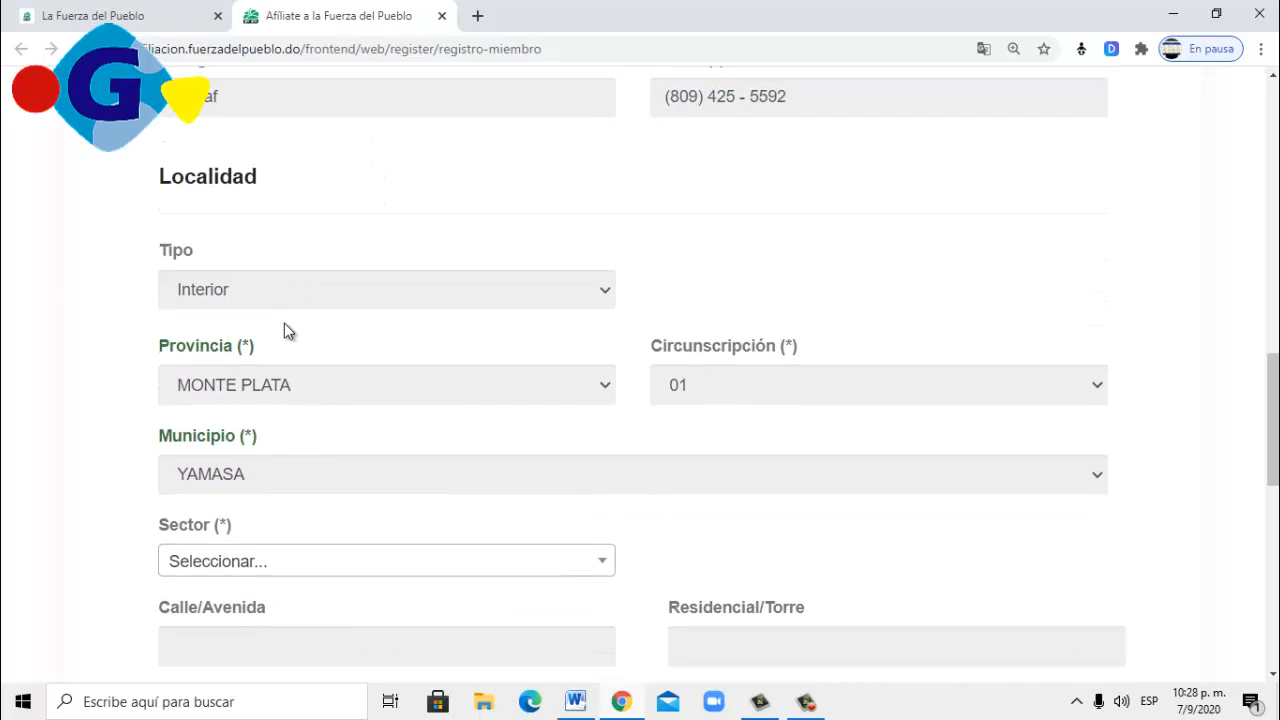 La Fuerza del Pueblo
Afíliate a la Fuerza del Pueblo
iliacion.fuerzadelpueblo.do/frontend/web/register/registro-miembro
En pausa
G
af
(809) 425 - 5592
Localidad
Tipo
Interior
Provincia (*)
Circunscripción (*)
MONTE PLATA
01
Municipio (*)
YAMASA
Sector (*)
Seleccionar...
Calle/Avenida
Residencial/Torre
Escribe aquí para buscar
ESP
10:28 p. m.
7/9/2020